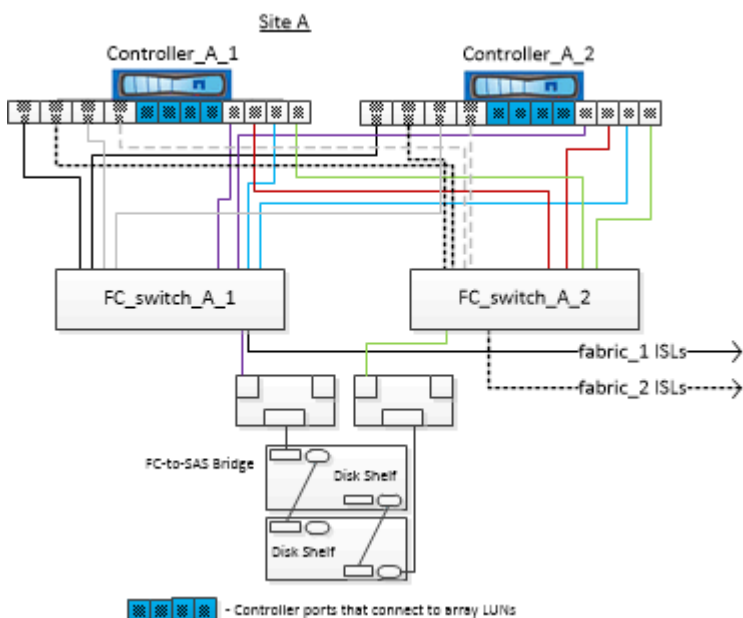 Site A
Controller_A_1
Controller_A_2
FC_switch_A_1
FC_switch_A_2
fabric_1 ISLs
fabric_2 ISLs
FC-to-SAS Bridge
Disk Shelf
Disk Shelf
- Controller ports that connect to array LUNs